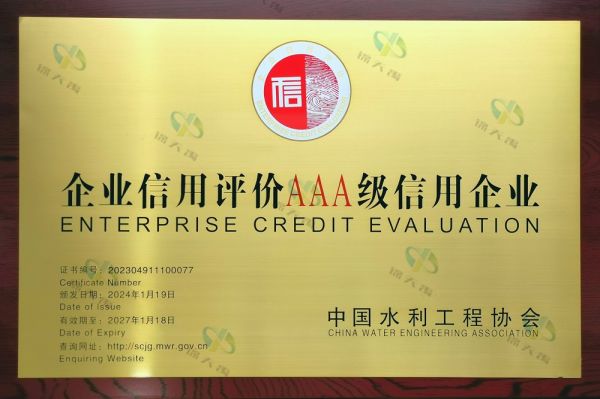 信
企业信用评价AAA级信用企业
ENTERPRISE CREDIT EVALUATION
证书编号：202304911100077
Certificate Number
颁发日期：2024年1月19日
Date of Issue
有效期至：2027年1月18日
Date of Expiry
查询网址：http://scjg.mwr.gov.cn
Enquiring Website
中国水利工程协会
CHINA WATER ENGINEERING ASSOCIATION